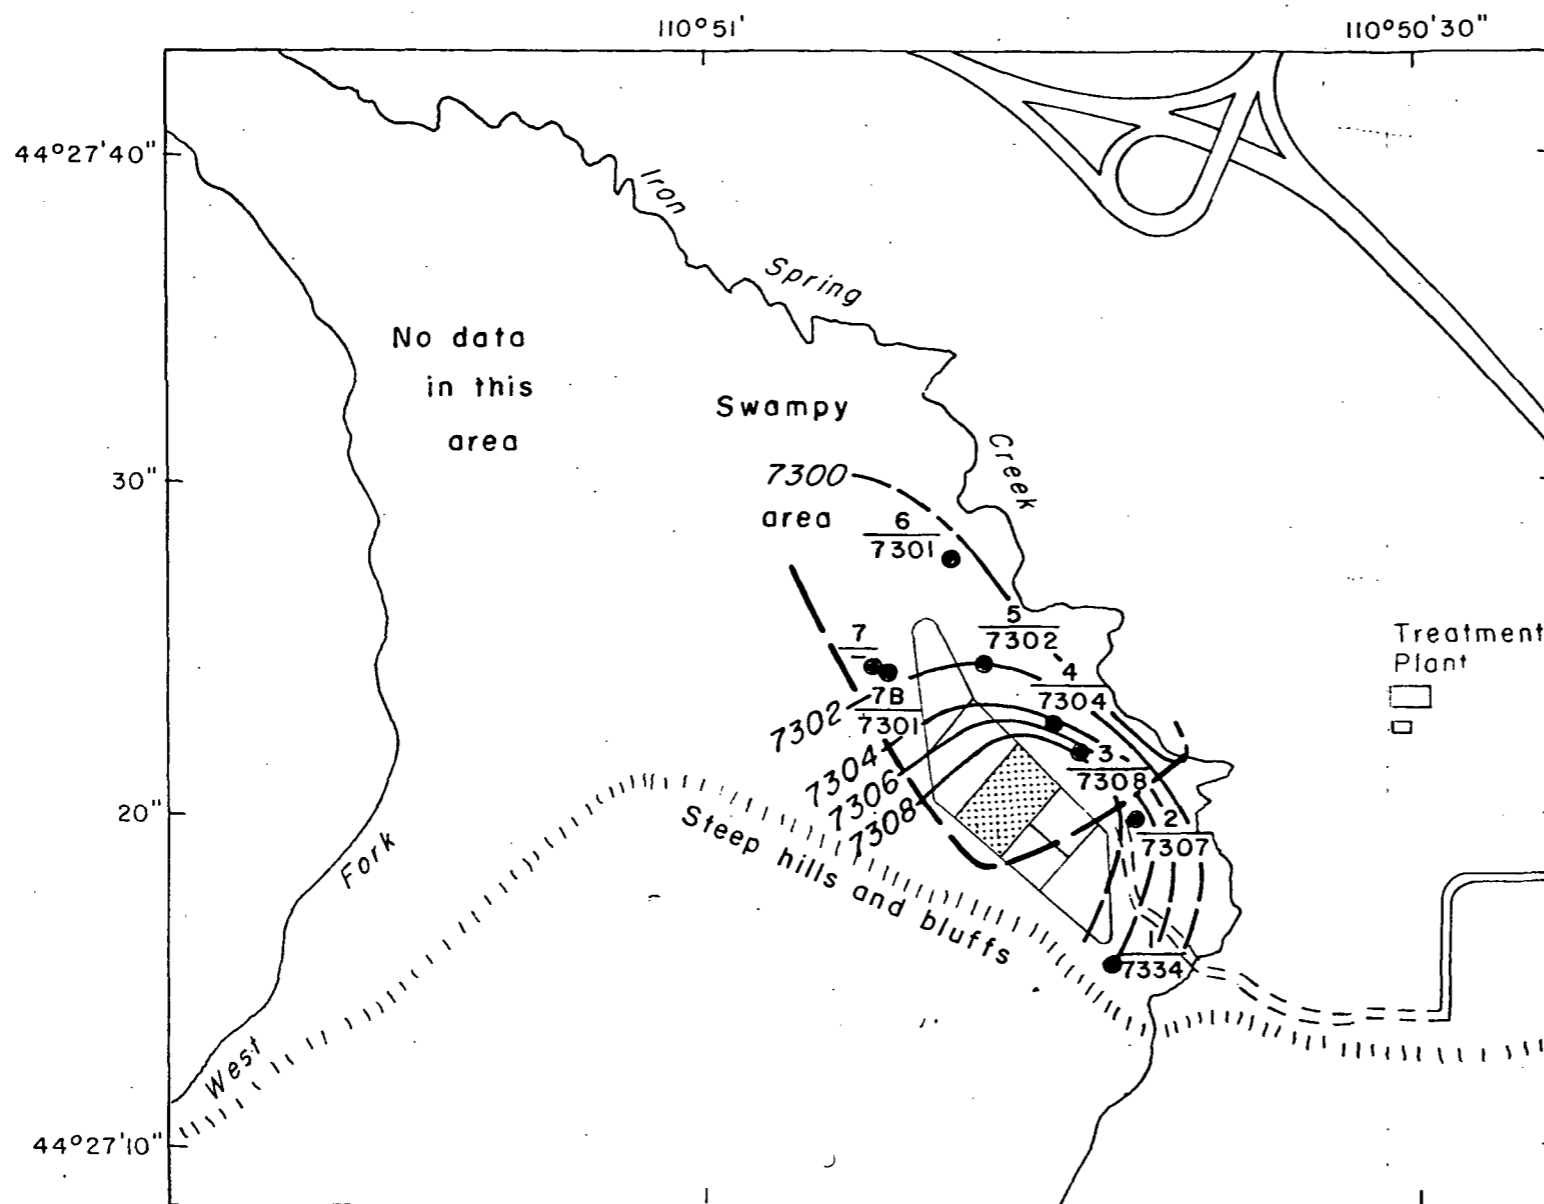 110°51'
110°50'30"
44°27'40"
Iron
Spring
Creek
No data
in this
area
Swampy
area
30"
7300
6
7301
5
7302
7
—
7B
7301
4
7304
7302
7304
7306
7308
3
7308
2
7307
1
7334
Treatment
Plant
20"
Steep hills and bluffs
West
Fork
44°27'10"